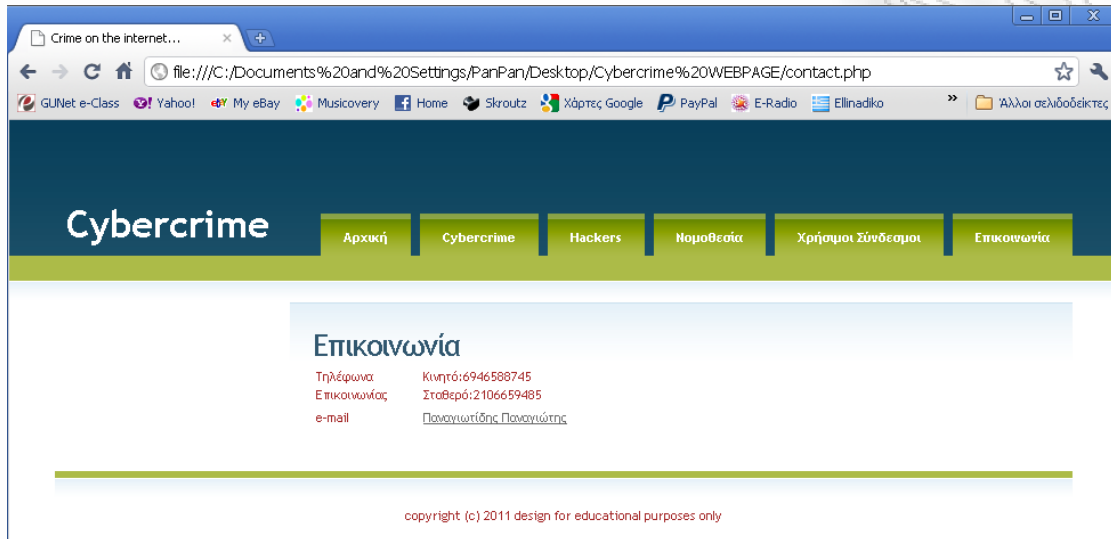 Crime on the internet...
file:///C:/Documents%20and%20Settings/PanPan/Desktop/Cybercrime%20WEBPAGE/contact.php
GUNet e-Class Yahoo! My eBay Musicovery Home Skroutz Χάρτες Google PayPal E-Radio Ellinadiko » Άλλοι σελιδοδείκτες
Cybercrime
Αρχική Cybercrime Hackers Νομοθεσία Χρήσιμοι Σύνδεσμοι Επικοινωνία
Επικοινωνία
Τηλέφωνα Κινητό:6946588745
Επικοινωνίας Σταθερό:2106659485
e-mail Παναγιωτίδης Παναγιώτης
copyright (c) 2011 design for educational purposes only